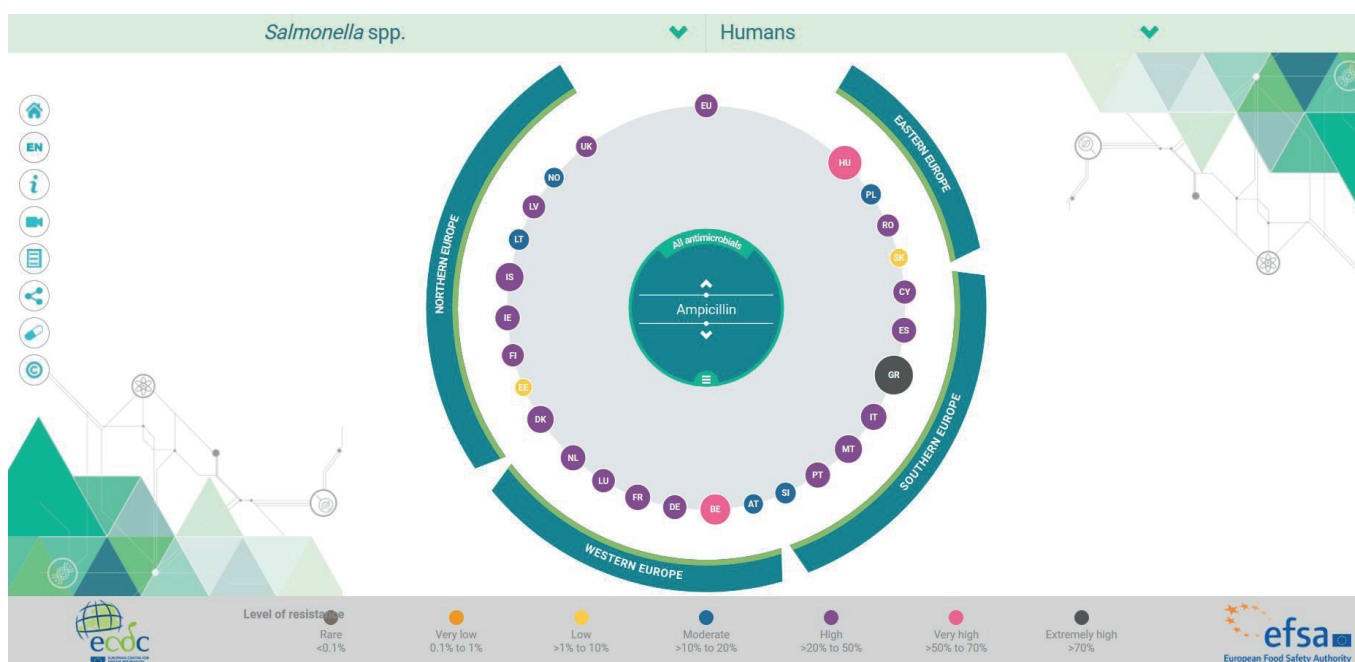 Salmonella spp.
Humans
EN
EU
HU
PL
RO
SK
CY
ES
GR
IT
MT
PT
SI
AT
BE
DE
FR
LU
NL
DK
EE
FI
IE
IS
LT
LV
NO
UK
NORTHERN EUROPE
EASTERN EUROPE
SOUTHERN EUROPE
WESTERN EUROPE
All antimicrobials
Ampicillin
Level of resistance
Rare
<0.1%
Very low
0.1% to 1%
Low
>1% to 10%
Moderate
>10% to 20%
High
>20% to 50%
Very high
>50% to 70%
Extremely high
>70%
ecdc
efsa
European Food Safety Authority